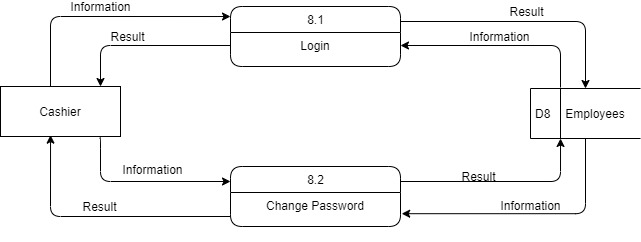 Information
Result
8.1
Login
Result
Information
Cashier
D8
Employees
Information
Result
8.2
Change Password
Result
Information